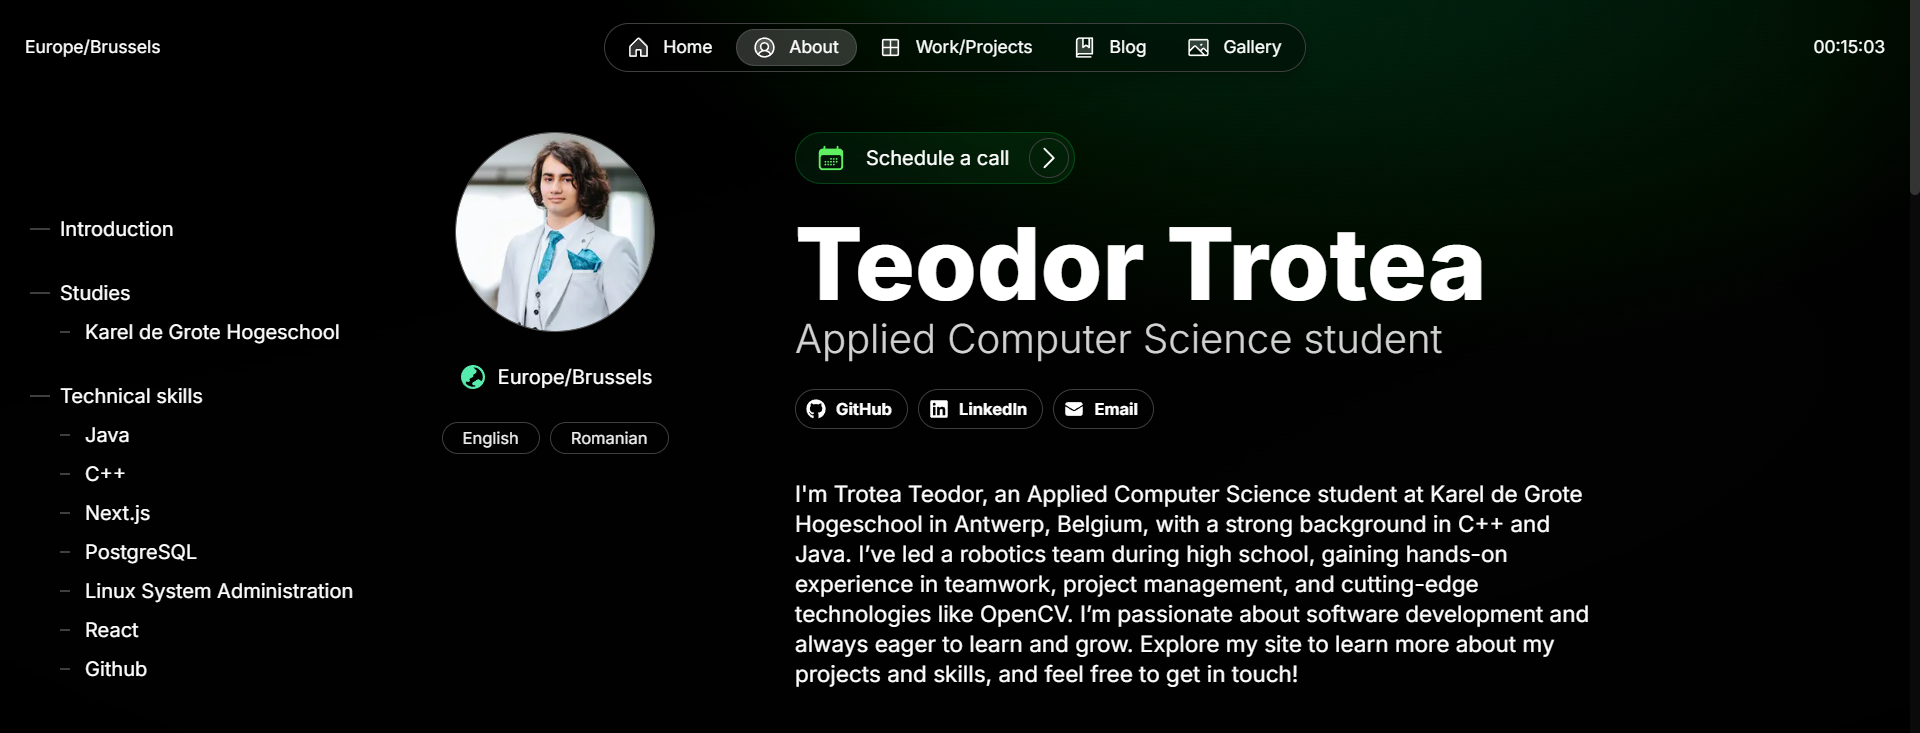 Europe/Brussels
Home
About
Work/Projects
Blog
Gallery
00:15:03
Introduction
Studies
Karel de Grote Hogeschool
Technical skills
Java
C++
Next.js
PostgreSQL
Linux System Administration
React
Github
Europe/Brussels
English
Romanian
Schedule a call
Teodor Trotea
Applied Computer Science student
GitHub
LinkedIn
Email
I'm Trotea Teodor, an Applied Computer Science student at Karel de Grote
Hogeschool in Antwerp, Belgium, with a strong background in C++ and
Java. I’ve led a robotics team during high school, gaining hands-on
experience in teamwork, project management, and cutting-edge
technologies like OpenCV. I’m passionate about software development and
always eager to learn and grow. Explore my site to learn more about my
projects and skills, and feel free to get in touch!